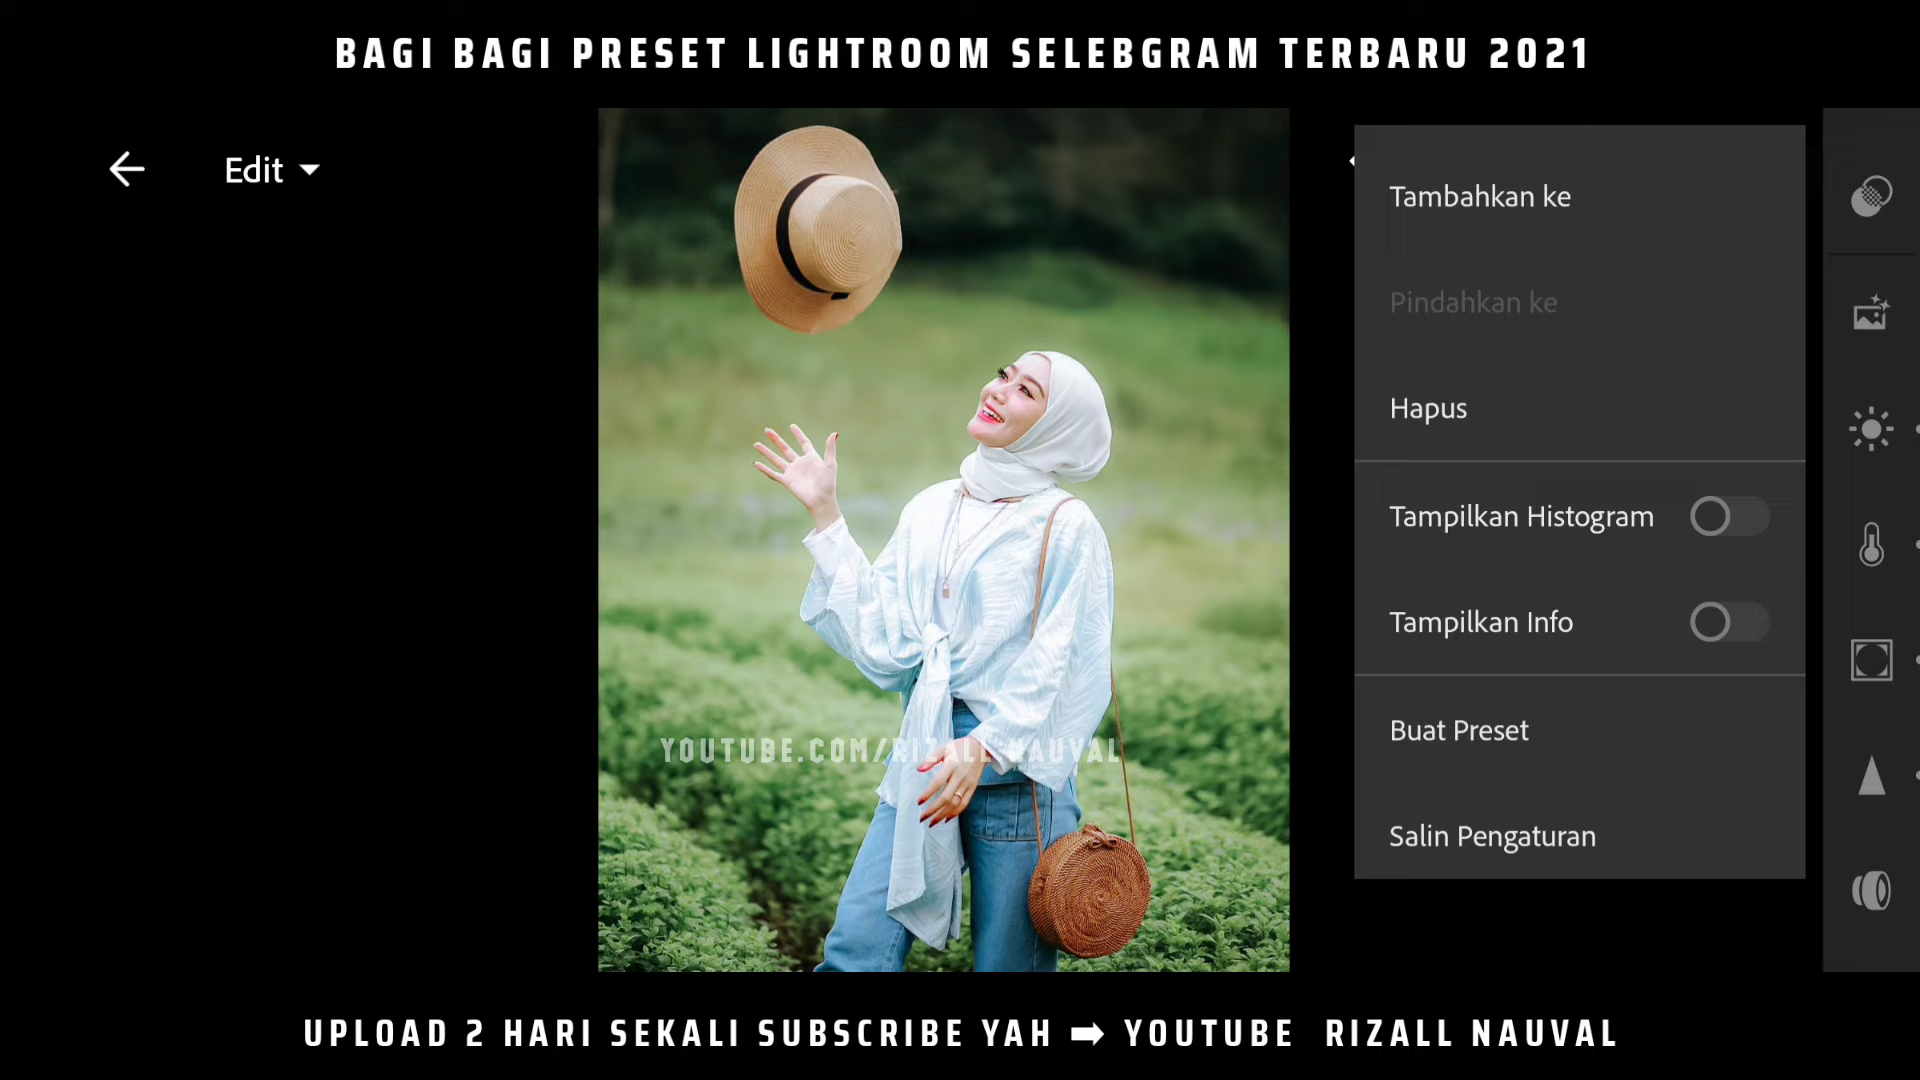 BAGI BAGI PRESET LIGHTROOM SELEBGRAM TERBARU 2021
Edit
Tambahkan ke
Pindahkan ke
Hapus
Tampilkan Histogram
Tampilkan Info
Buat Preset
Salin Pengaturan
YOUTUBE.COM/RIZALL NAUVAL
UPLOAD 2 HARI SEKALI SUBSCRIBE YAH ➡ YOUTUBE RIZALL NAUVAL